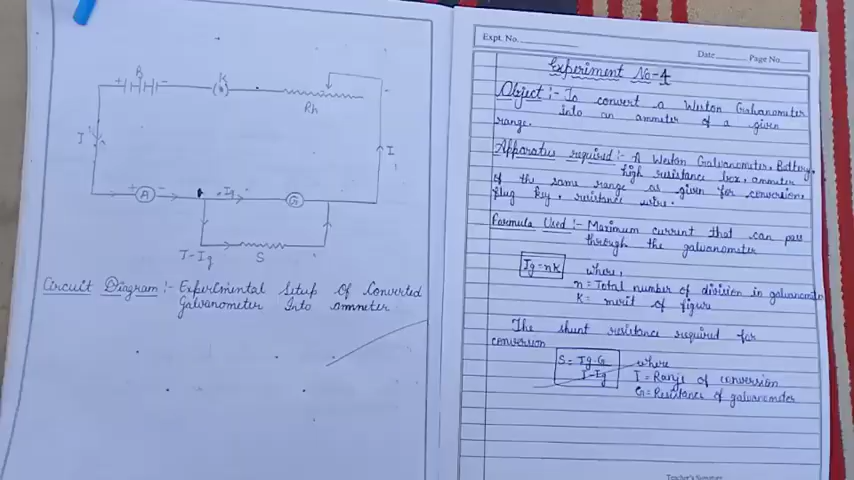 + B -
K
Rh
I
I
+ A -
Ig
G
I-Ig
S
Circuit Diagram :- Experimental Setup Of Converted
Galvanometer Into ammeter
Expt. No.
Date Page No.
Experiment No-4
Object :- To convert a Weston Galvanometer
into an ammeter of a given
range.
Apparatus required :- A Weston Galvanometer, Battery,
high resistance box, ammeter
of the same range as given for conversion,
plug key, resistance wire.
Formula Used :- Maximum current that can pass
through the galvanometer
Ig = nk where,
n = Total number of division in galvanometer
K = merit of figure
The shunt resistance required for
conversion
S = Ig.G / I-Ig where
I = Range of conversion
G = Resistance of galvanometer